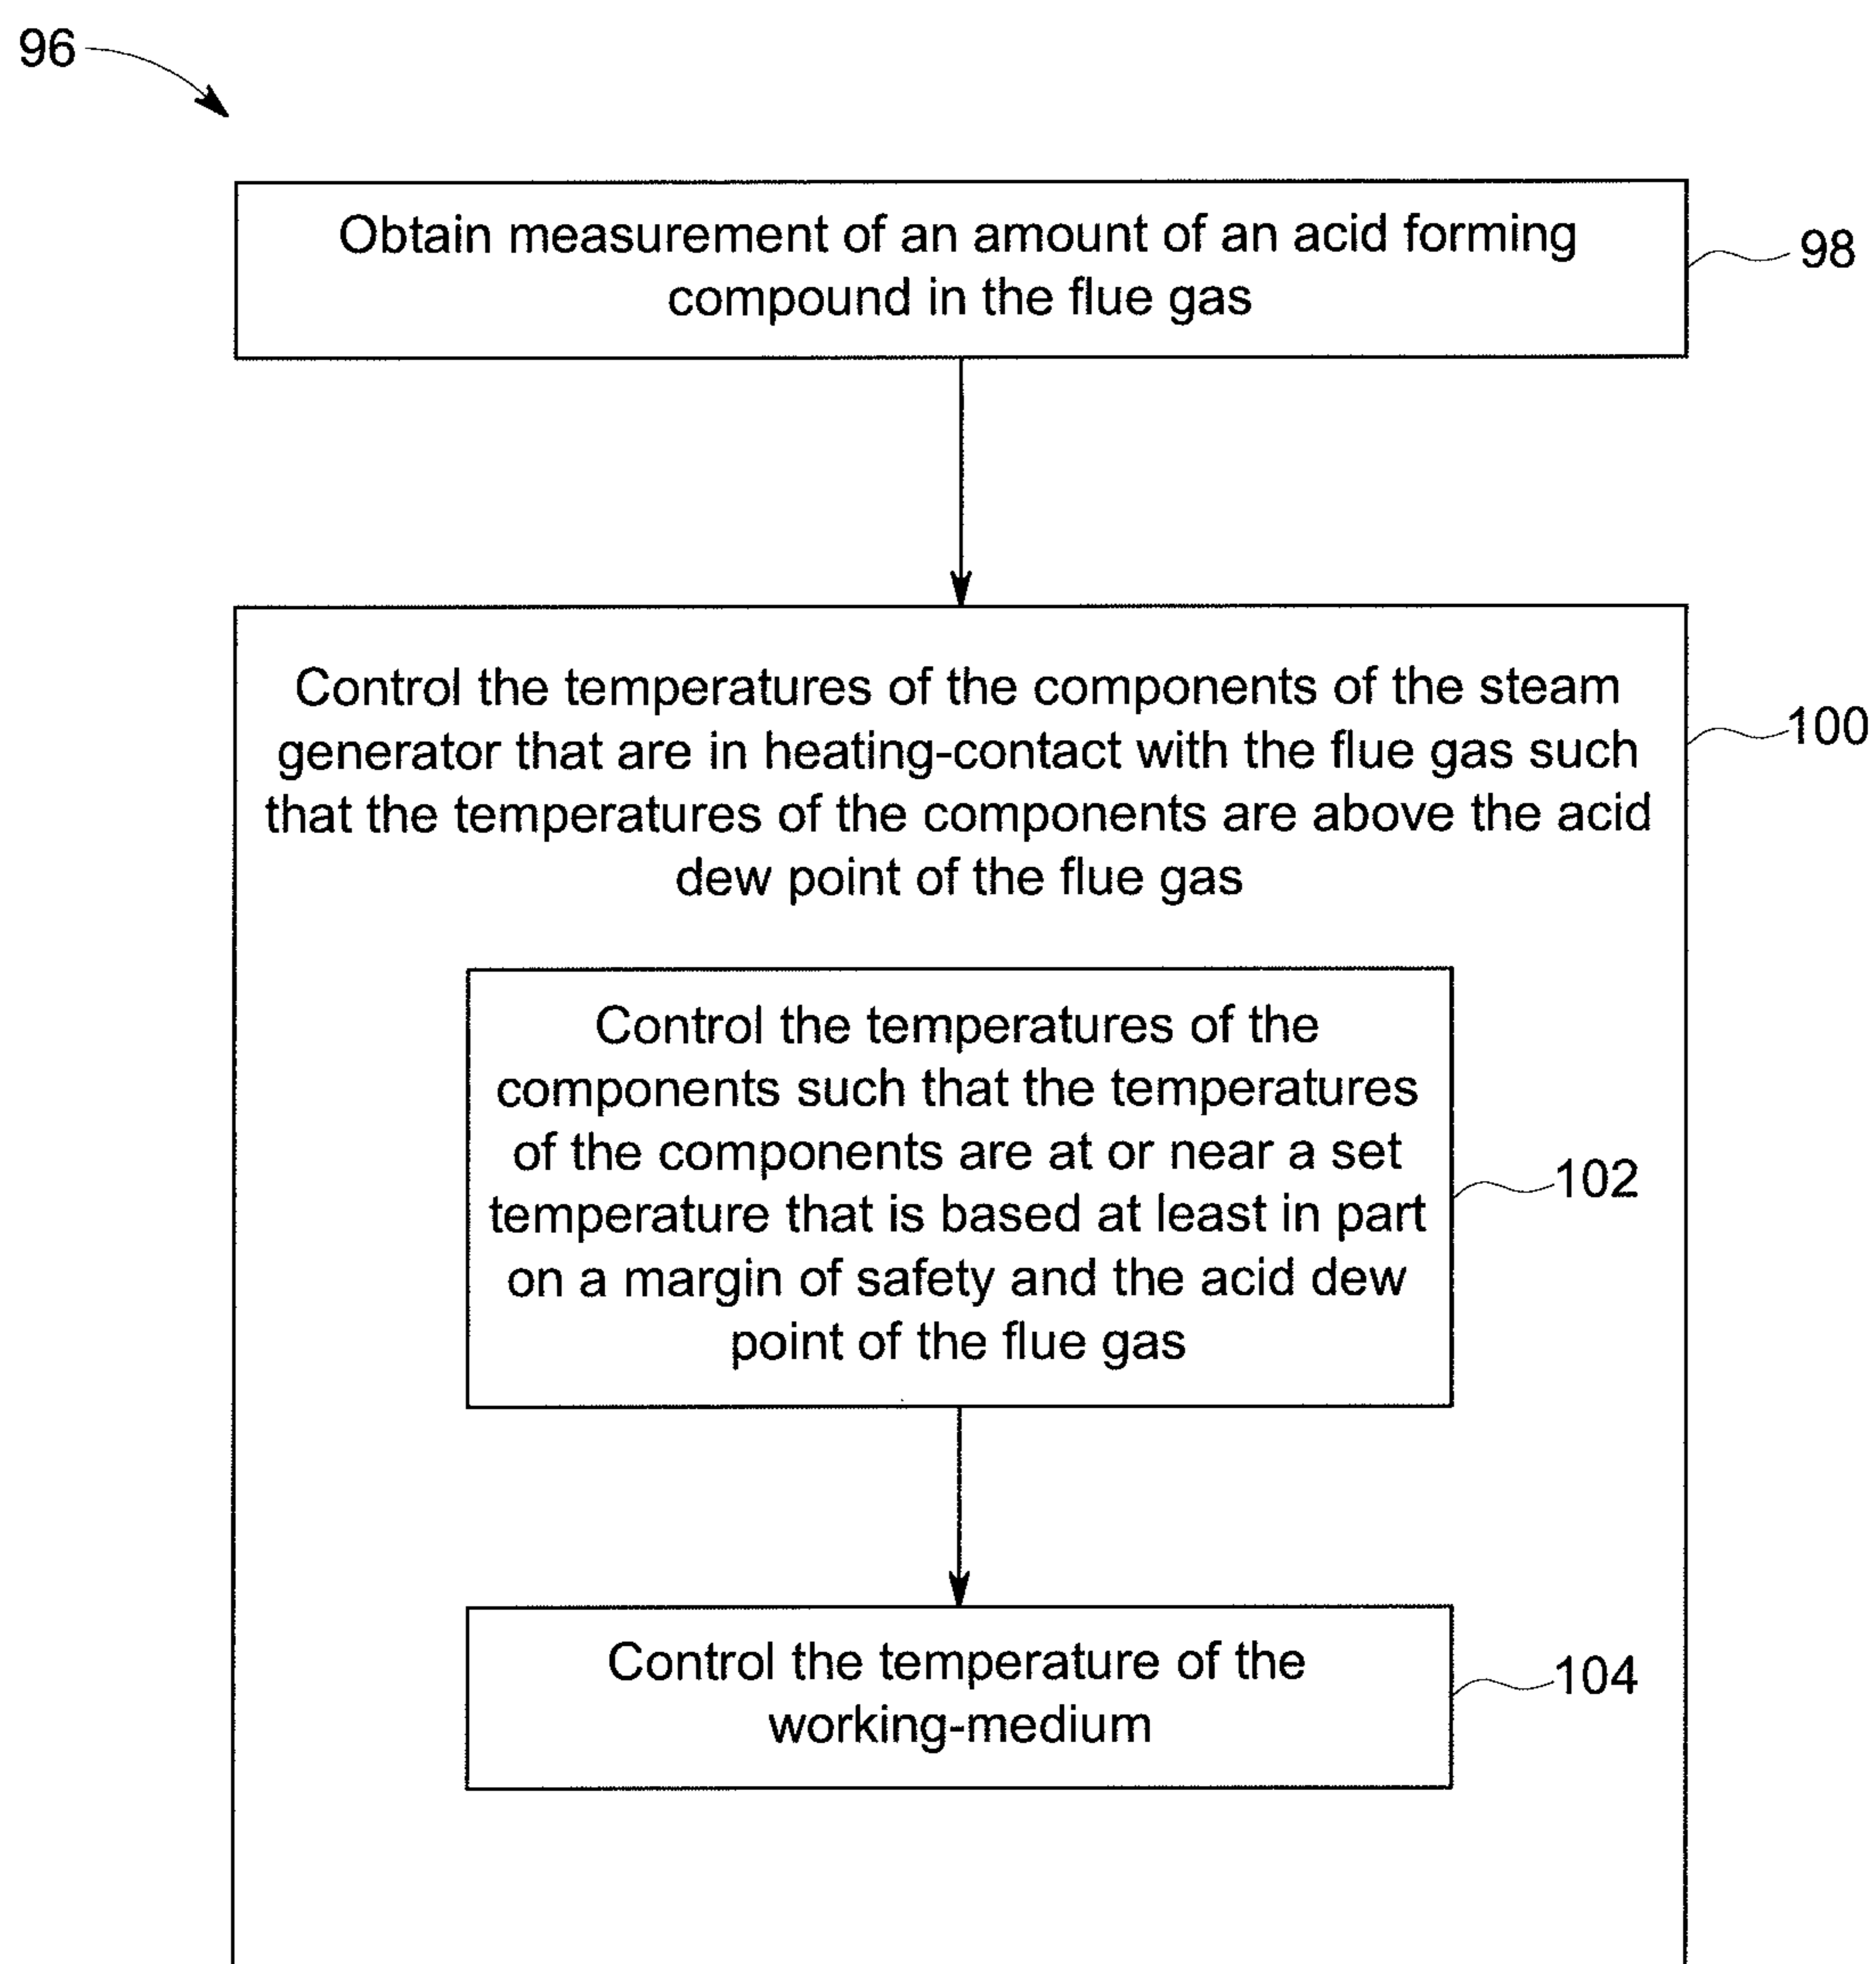 96
Obtain measurement of an amount of an acid forming
compound in the flue gas
98
Control the temperatures of the components of the steam
generator that are in heating-contact with the flue gas such
that the temperatures of the components are above the acid
dew point of the flue gas
100
Control the temperatures of the
components such that the temperatures
of the components are at or near a set
temperature that is based at least in part
on a margin of safety and the acid dew
point of the flue gas
102
Control the temperature of the
working-medium
104